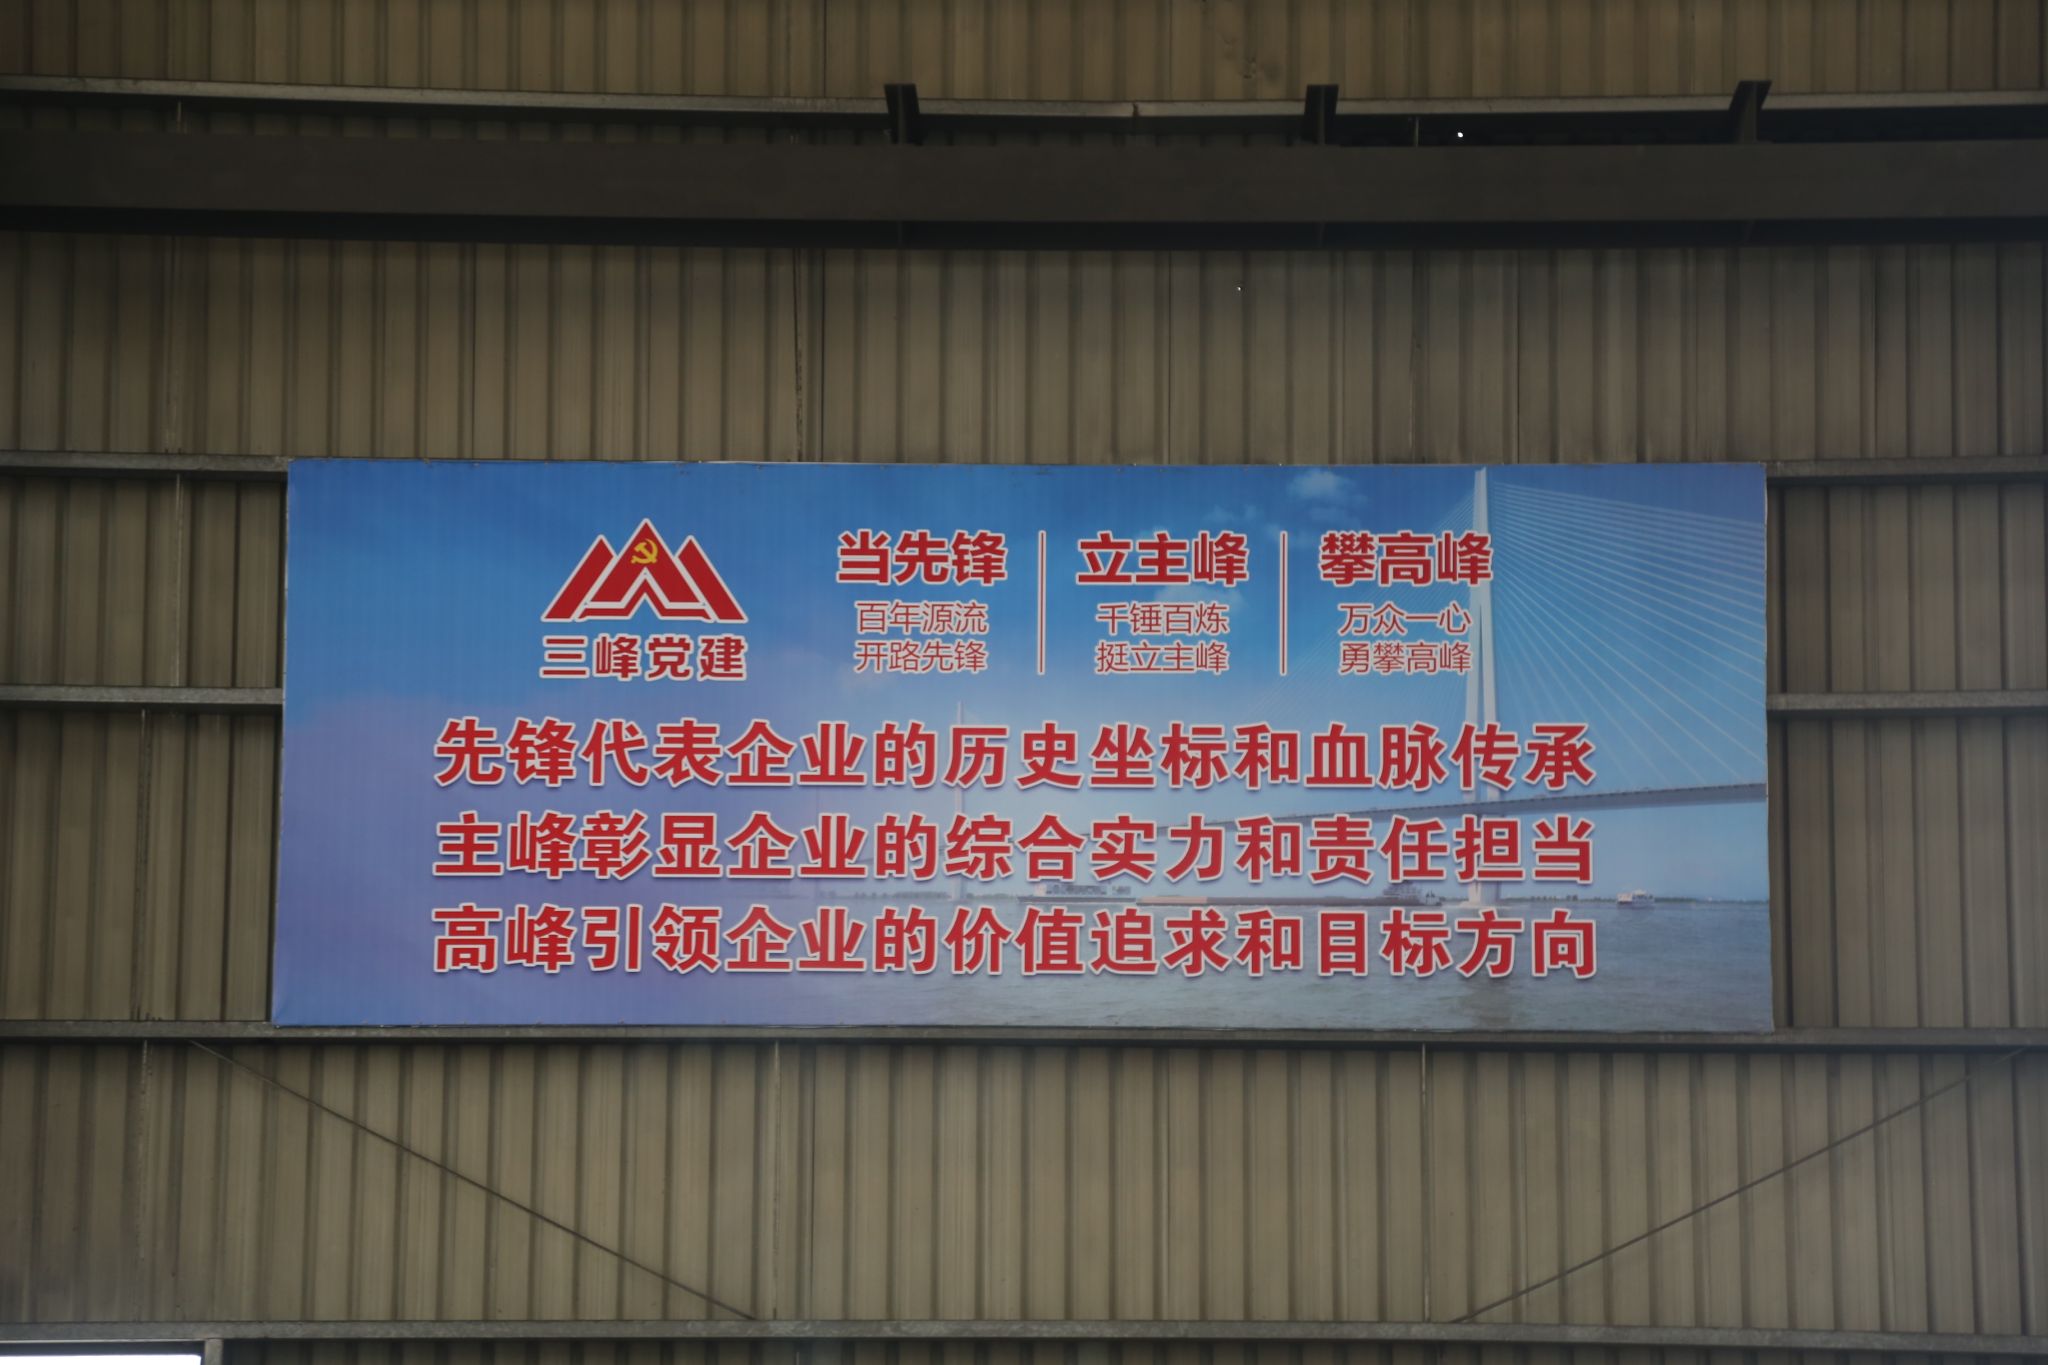 三峰党建
当先锋
百年源流
开路先锋
立主峰
千锤百炼
挺立主峰
攀高峰
万众一心
勇攀高峰
先锋代表企业的历史坐标和血脉传承
主峰彰显企业的综合实力和责任担当
高峰引领企业的价值追求和目标方向